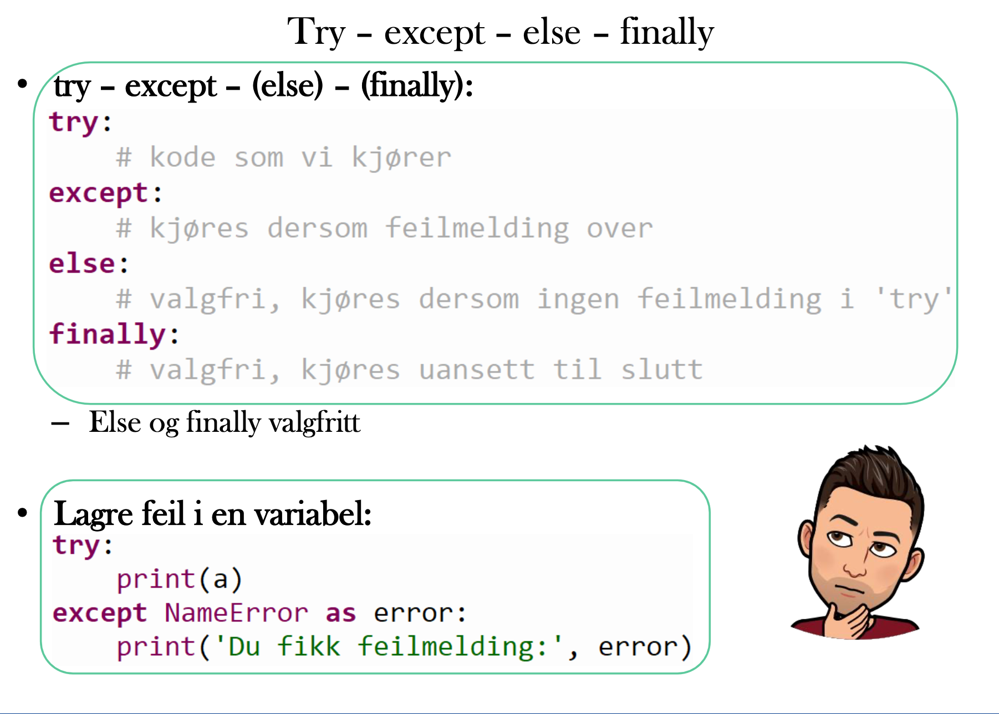 Try – except – else – finally
• try – except – (else) – (finally):
try:
    # kode som vi kjører
except:
    # kjøres dersom feilmelding over
else:
    # valgfri, kjøres dersom ingen feilmelding i 'try'
finally:
    # valgfri, kjøres uansett til slutt
– Else og finally valgfritt
• Lagre feil i en variabel:
try:
    print(a)
except NameError as error:
    print('Du fikk feilmelding:', error)